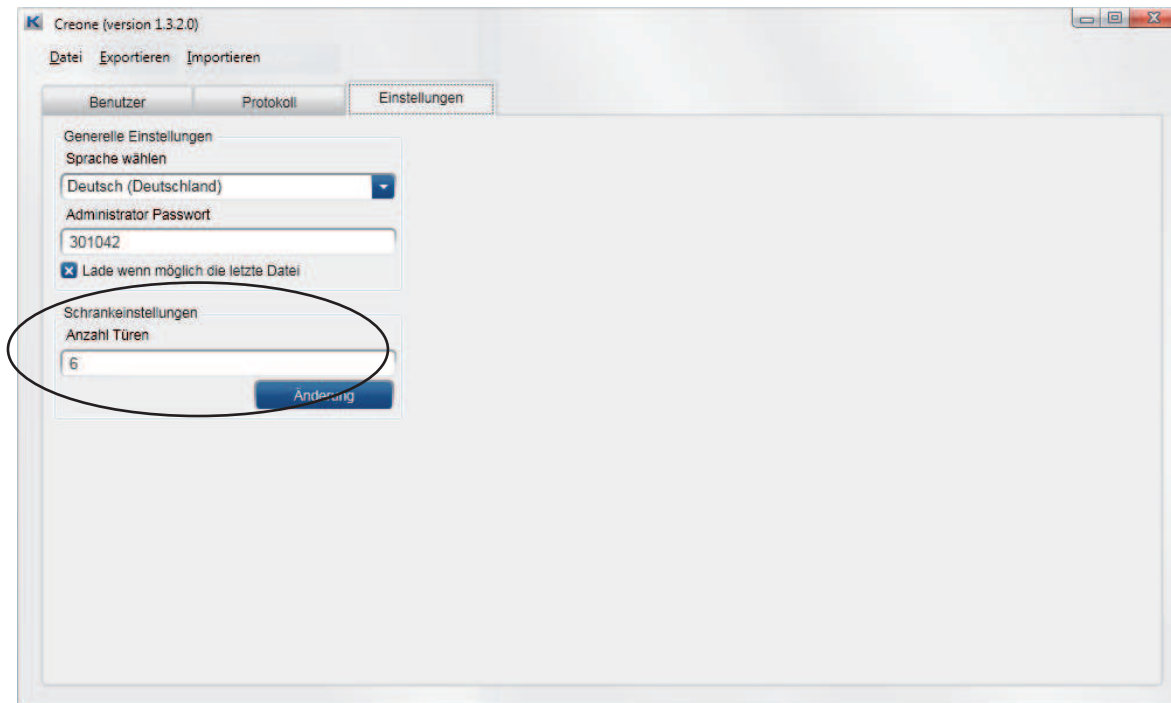 Creone (version 1.3.2.0)
Datei Exportieren Importieren
Benutzer Protokoll Einstellungen
Generelle Einstellungen
Sprache wählen
Deutsch (Deutschland)
Administrator Passwort
301042
Lade wenn möglich die letzte Datei
Schrankeinstellungen
Anzahl Türen
6
Änderung